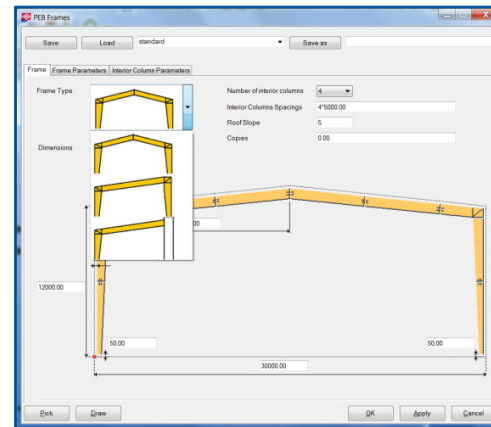 PEB Frames
Save Load standard Save as
Frame Frame Parameters Interior Column Parameters
Frame Type
Number of interior columns 4
Interior Columns Spacings 4*5000.00
Roof Slope 5
Copies 0.00
Dimensions
00
12000.00
50.00 50.00
30000.00
Pick Draw OK Apply Cancel